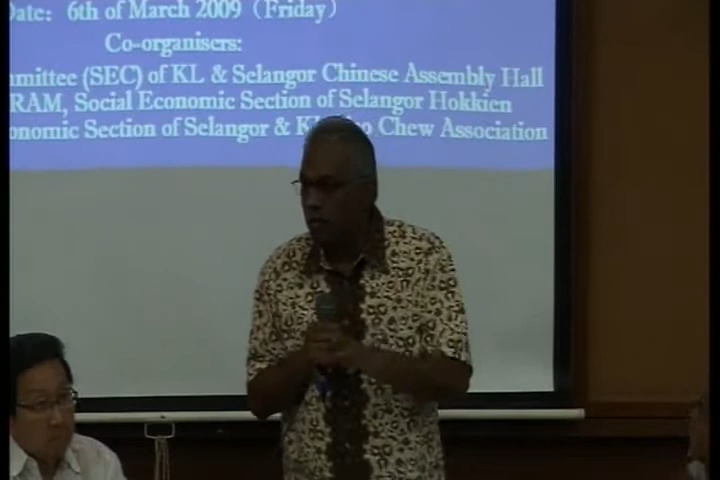 Date: 6th of March 2009 (Friday)
Co-organisers:
mmittee (SEC) of KL & Selangor Chinese Assembly Hall
RAM, Social Economic Section of Selangor Hokkien
onomic Section of Selangor & Chew Association